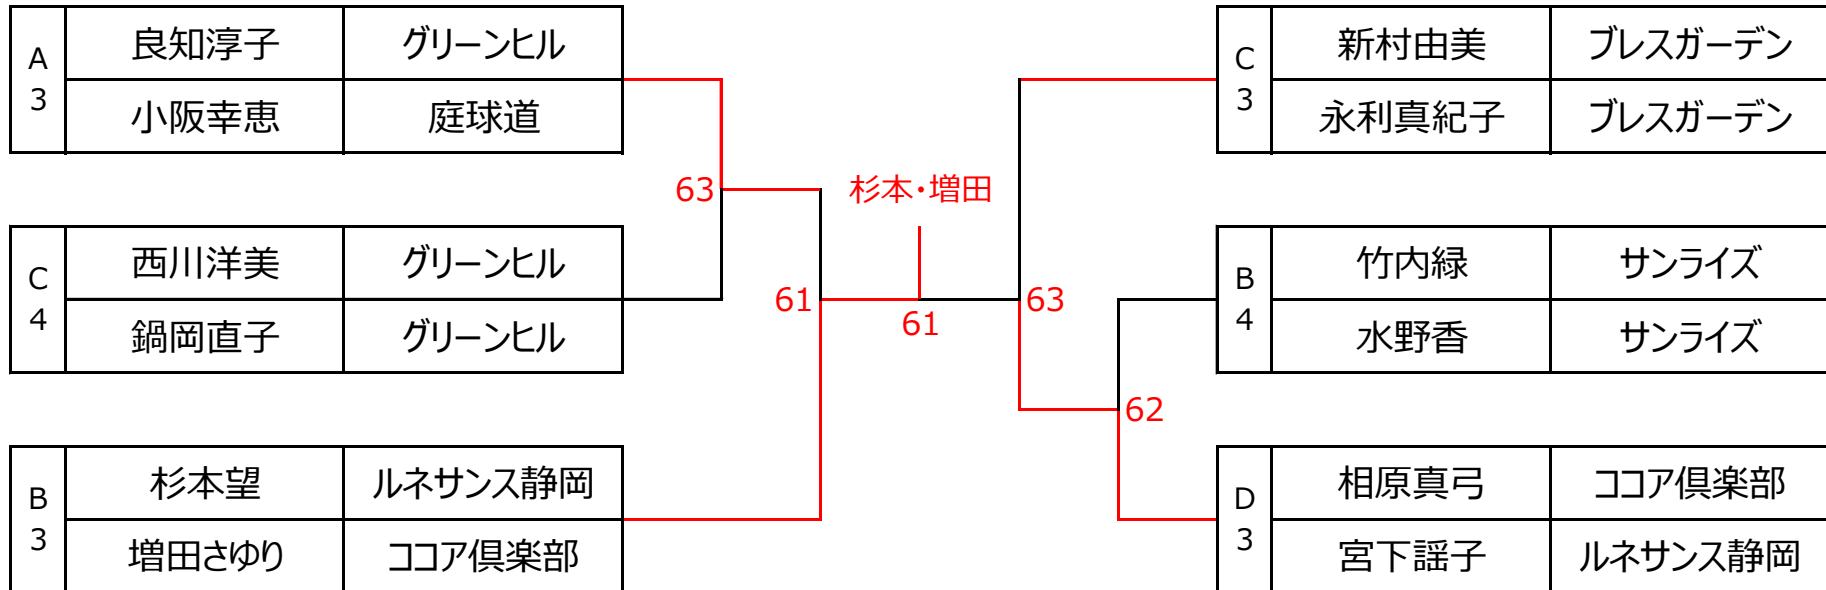 A
3
良知淳子 グリーンヒル
小阪幸恵 庭球道
C
4
西川洋美 グリーンヒル
鍋岡直子 グリーンヒル
B
3
杉本望 ルネサンス静岡
増田さゆり ココア倶楽部
63
61
杉本・増田
61
63
62
C
3
新村由美 ブレスガーデン
永利真紀子 ブレスガーデン
B
4
竹内緑 サンライズ
水野香 サンライズ
D
3
相原真弓 ココア倶楽部
宮下謡子 ルネサンス静岡